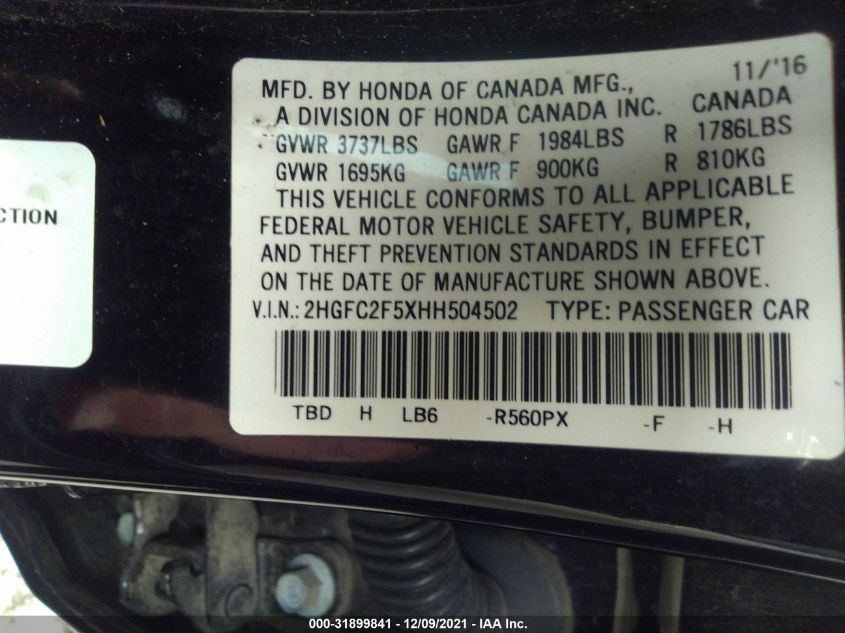 11/'16
MFD. BY HONDA OF CANADA MFG.,
A DIVISION OF HONDA CANADA INC. CANADA
GVWR 3737LBS GAWR F 1984LBS R 1786LBS
GVWR 1695KG GAWR F 900KG R 810KG
THIS VEHICLE CONFORMS TO ALL APPLICABLE
FEDERAL MOTOR VEHICLE SAFETY, BUMPER,
AND THEFT PREVENTION STANDARDS IN EFFECT
ON THE DATE OF MANUFACTURE SHOWN ABOVE.
V.I.N.: 2HGFC2F5XHH504502 TYPE: PASSENGER CAR
TBD H LB6 -R560PX -F -H
CTION
000-31899841 / 12/09/2021 - IAA Inc.